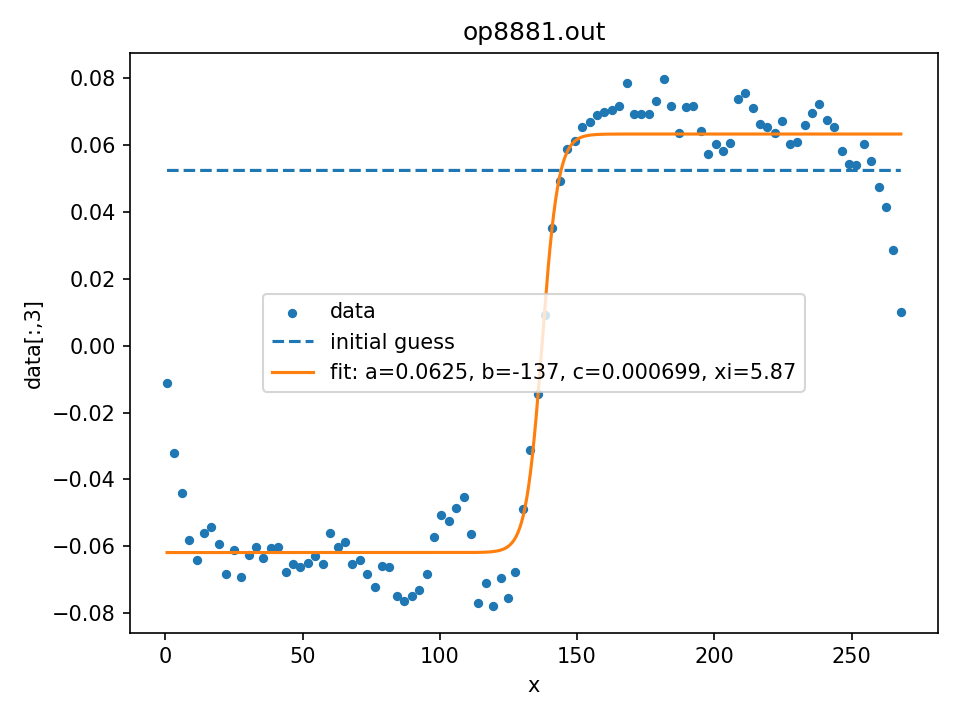 op8881.out
0.08
0.06
0.04
0.02
0.00
−0.02
−0.04
−0.06
−0.08
data[:,3]
data
initial guess
fit: a=0.0625, b=-137, c=0.000699, xi=5.87
0 50 100 150 200 250
x